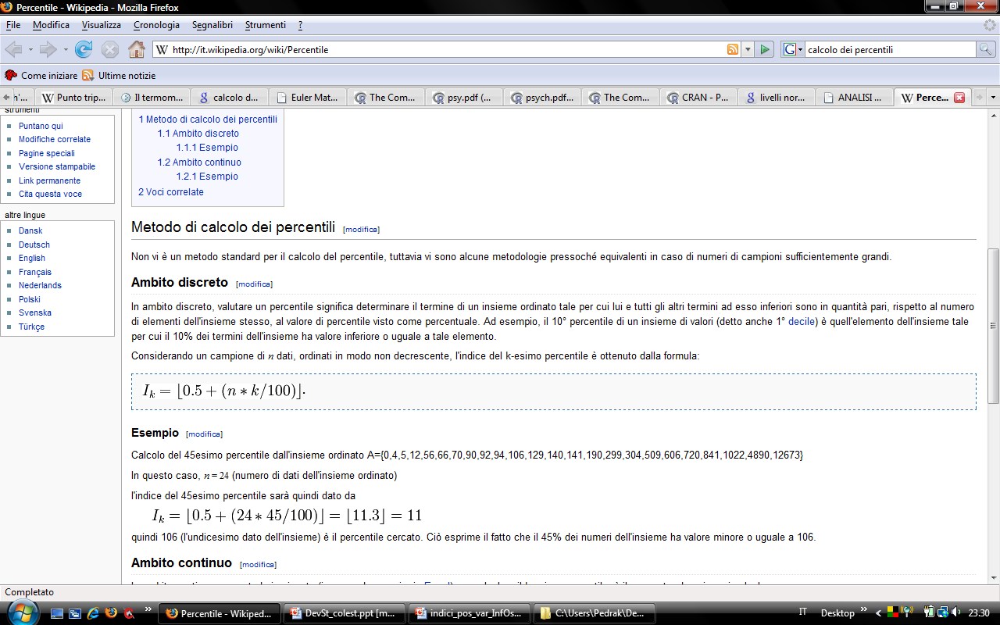 Percentile - Wikipedia - Mozilla Firefox
File Modifica Visualizza Cronologia Segnalibri Strumenti ?
W http://it.wikipedia.org/wiki/Percentile G calcolo dei percentili
Come iniziare Ultime notizie
h'... W Punto trip... Il termom... g calcolo d... Euler Mat... The Com... psy.pdf (... psych.pdf... The Com... CRAN - P... g livelli nor... ANALISI ... W Perce...
strumenti
Puntano qui
Modifiche correlate
Pagine speciali
Versione stampabile
Link permanente
Cita questa voce
altre lingue
Dansk
Deutsch
English
Français
Nederlands
Polski
Svenska
Türkçe
1 Metodo di calcolo dei percentili
1.1 Ambito discreto
1.1.1 Esempio
1.2 Ambito continuo
1.2.1 Esempio
2 Voci correlate
Metodo di calcolo dei percentili [modifica]
Non vi è un metodo standard per il calcolo del percentile, tuttavia vi sono alcune metodologie pressoché equivalenti in caso di numeri di campioni sufficientemente grandi.
Ambito discreto [modifica]
In ambito discreto, valutare un percentile significa determinare il termine di un insieme ordinato tale per cui lui e tutti gli altri termini ad esso inferiori sono in quantità pari, rispetto al numero
di elementi dell'insieme stesso, al valore di percentile visto come percentuale. Ad esempio, il 10° percentile di un insieme di valori (detto anche 1° decile) è quell'elemento dell'insieme tale
per cui il 10% dei termini dell'insieme ha valore inferiore o uguale a tale elemento.
Considerando un campione di n dati, ordinati in modo non decrescente, l'indice del k-esimo percentile è ottenuto dalla formula:
Iₖ = ⌊0.5 + (n ∗ k/100)⌋.
Esempio [modifica]
Calcolo del 45esimo percentile dall'insieme ordinato A={0,4,5,12,56,66,70,90,92,94,106,129,140,141,190,299,304,509,606,720,841,1022,4890,12673}
In questo caso, n = 24 (numero di dati dell'insieme ordinato)
l'indice del 45esimo percentile sarà quindi dato da
Iₖ = ⌊0.5 + (24 ∗ 45/100)⌋ = ⌊11.3⌋ = 11
quindi 106 (l'undicesimo dato dell'insieme) è il percentile cercato. Ciò esprime il fatto che il 45% dei numeri dell'insieme ha valore minore o uguale a 106.
Ambito continuo [modifica]
Completato
» Percentile - Wikiped... DevSt_colest.ppt [m... indici_pos_var_InfOs... C:\Users\Pedrak\De... IT Desktop » < 23.30